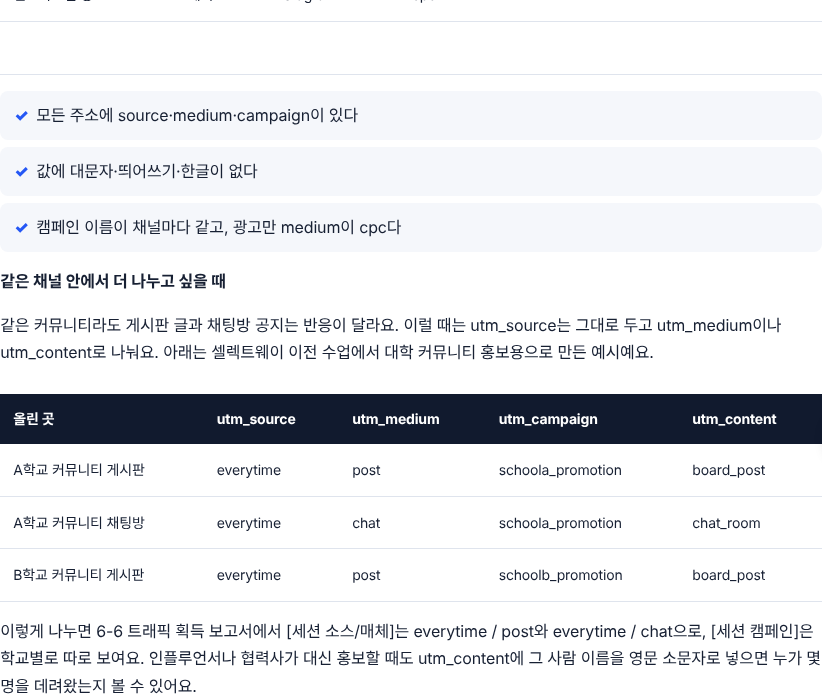 모든 주소에 source·medium·campaign이 있다
값에 대문자·띄어쓰기·한글이 없다
캠페인 이름이 채널마다 같고, 광고만 medium이 cpc다
같은 채널 안에서 더 나누고 싶을 때
같은 커뮤니티라도 게시판 글과 채팅방 공지는 반응이 달라요. 이럴 때는 utm_source는 그대로 두고 utm_medium이나
utm_content로 나눠요. 아래는 셀렉트웨이 이전 수업에서 대학 커뮤니티 홍보용으로 만든 예시예요.
올린 곳 utm_source utm_medium utm_campaign utm_content
A학교 커뮤니티 게시판 everytime post schoola_promotion board_post
A학교 커뮤니티 채팅방 everytime chat schoola_promotion chat_room
B학교 커뮤니티 게시판 everytime post schoolb_promotion board_post
이렇게 나누면 6-6 트래픽 획득 보고서에서 [세션 소스/매체]는 everytime / post와 everytime / chat으로, [세션 캠페인]은
학교별로 따로 보여요. 인플루언서나 협력사가 대신 홍보할 때도 utm_content에 그 사람 이름을 영문 소문자로 넣으면 누가 몇
명을 데려왔는지 볼 수 있어요.